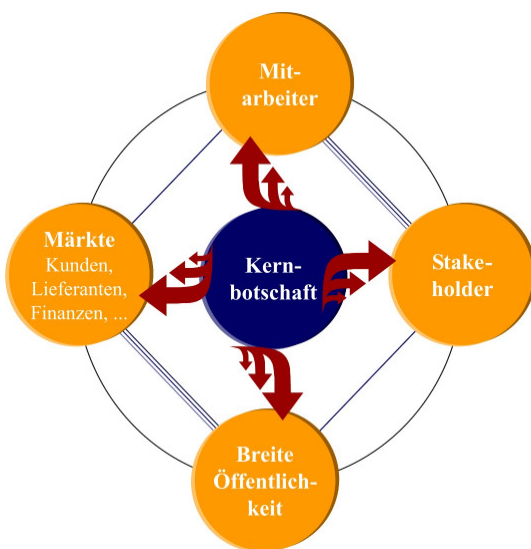 Mit-
arbeiter
Märkte
Kunden,
Lieferanten,
Finanzen, ...
Kern-
botschaft
Stake-
holder
Breite
Öffentlich-
keit